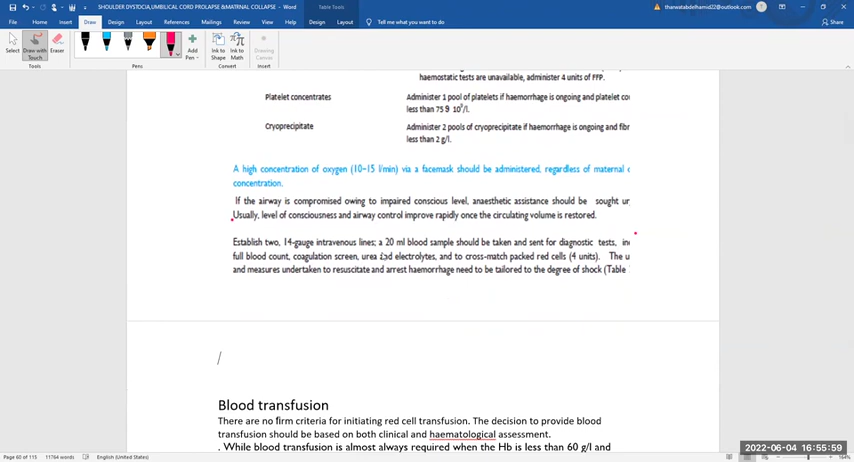 SHOULDER DYSTOCIA,UMBILICAL CORD PROLAPSE &MATRNAL COLLAPSE - Word
Table Tools
tharwatabdelhamid22@outlook.com
File Home Insert Draw Design Layout References Mailings Review View Help Design Layout Tell me what you want to do
Share
Select
Draw with Touch
Eraser
Add Pen
Ink to Shape
Ink to Math
Drawing Canvas
Tools
Pens
Convert
Insert
haemostatic tests are unavailable, administer 4 units of FFP.
Platelet concentrates
Administer 1 pool of platelets if haemorrhage is ongoing and platelet
less than 75 9 10⁹/l.
Cryoprecipitate
Administer 2 pools of cryoprecipitate if haemorrhage is ongoing and
less than 2 g/l.
A high concentration of oxygen (10–15 l/min) via a facemask should be administered, regardless of maternal
concentration.
If the airway is compromised owing to impaired conscious level, anaesthetic assistance should be sought
Usually, level of consciousness and airway control improve rapidly once the circulating volume is restored.
Establish two, 14-gauge intravenous lines; a 20 ml blood sample should be taken and sent for diagnostic tests,
full blood count, coagulation screen, urea and electrolytes, and to cross-match packed red cells (4 units). The
and measures undertaken to resuscitate and arrest haemorrhage need to be tailored to the degree of shock (Table
/
Blood transfusion
There are no firm criteria for initiating red cell transfusion. The decision to provide blood
transfusion should be based on both clinical and haematological assessment.
. While blood transfusion is almost always required when the Hb is less than 60 g/l and
2022-06-04 16:55:59
Page 60 of 115 11764 words English (United States)
164%